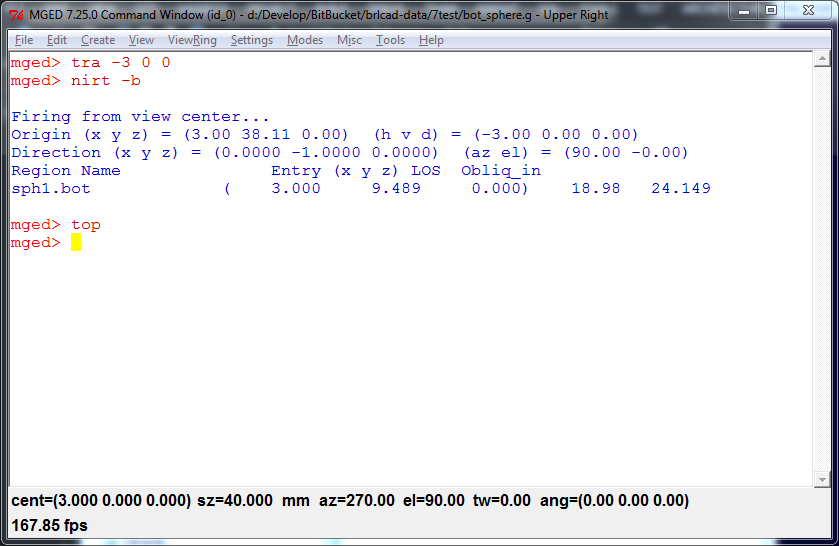 MGED 7.25.0 Command Window (id_0) - d:/Develop/BitBucket/brlcad-data/7test/bot_sphere.g - Upper Right
File Edit Create View ViewRing Settings Modes Misc Tools Help
mged> tra -3 0 0
mged> nirt -b
Firing from view center...
Origin (x y z) = (3.00 38.11 0.00)  (h v d) = (-3.00 0.00 0.00)
Direction (x y z) = (0.0000 -1.0000 0.0000)  (az el) = (90.00 -0.00)
Region Name               Entry (x y z) LOS  Obliq_in
sph1.bot             (    3.000     9.489     0.000)    18.98   24.149
mged> top
mged>
cent=(3.000 0.000 0.000) sz=40.000  mm  az=270.00  el=90.00  tw=0.00  ang=(0.00 0.00 0.00)
167.85 fps